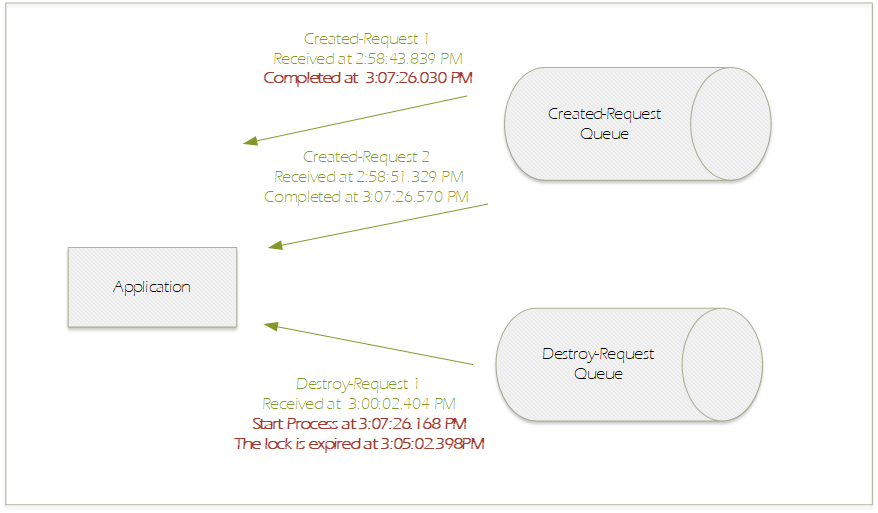 Created-Request 1
Received at 2:58:43.839 PM
Completed at 3:07:26.030 PM
Created-Request
Queue
Created-Request 2
Received at 2:58:51.329 PM
Completed at 3:07:26.570 PM
Application
Destroy-Request
Queue
Destroy-Request 1
Received at 3:00:02.404 PM
Start Process at 3:07:26.168 PM
The lock is expired at 3:05:02.398PM